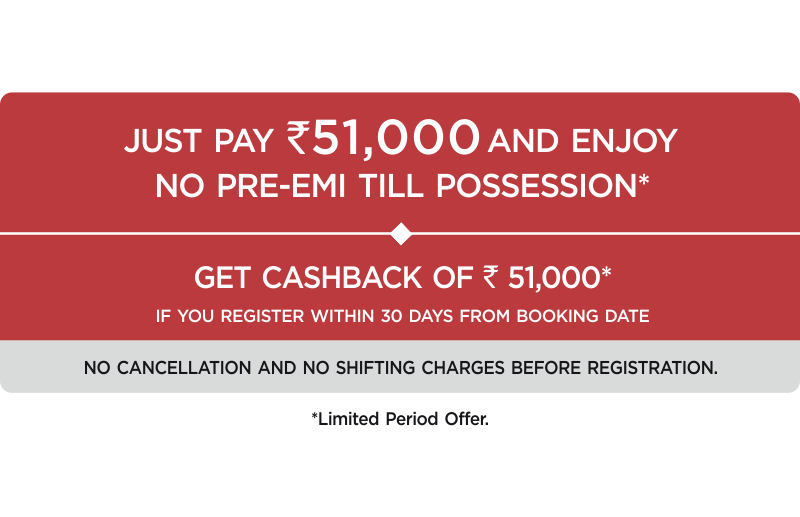 JUST PAY ₹51,000 AND ENJOY
NO PRE-EMI TILL POSSESSION*
GET CASHBACK OF ₹ 51,000*
IF YOU REGISTER WITHIN 30 DAYS FROM BOOKING DATE
NO CANCELLATION AND NO SHIFTING CHARGES BEFORE REGISTRATION.
*Limited Period Offer.